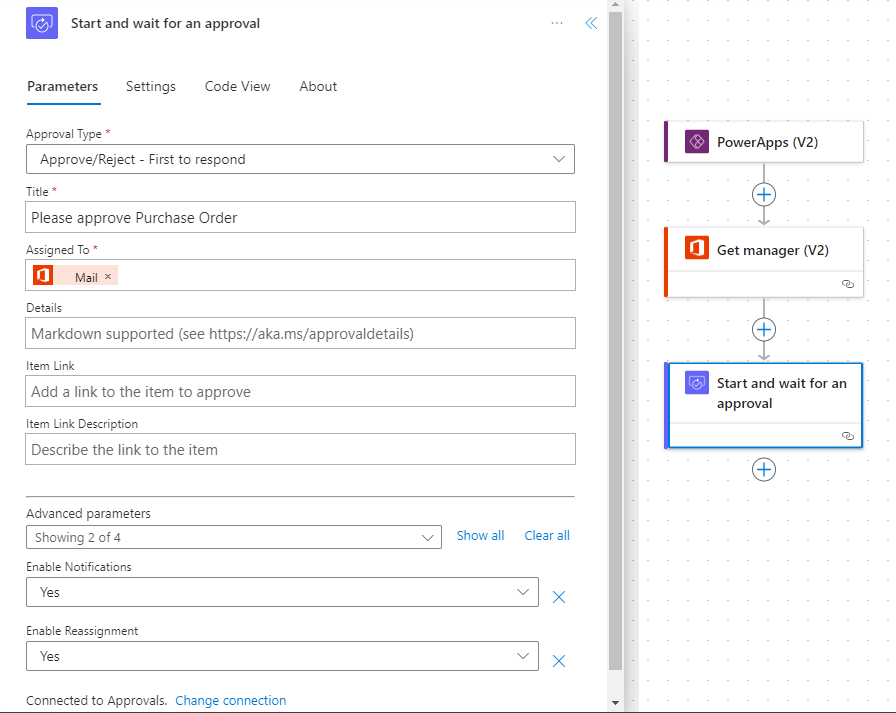 Start and wait for an approval
Parameters
Settings
Code View
About
Approval Type *
Approve/Reject - First to respond
Title *
Please approve Purchase Order
Assigned To *
Mail ×
Details
Markdown supported (see https://aka.ms/approvaldetails)
Item Link
Add a link to the item to approve
Item Link Description
Describe the link to the item
Advanced parameters
Showing 2 of 4
Show all
Clear all
Enable Notifications
Yes
Enable Reassignment
Yes
Connected to Approvals. Change connection
PowerApps (V2)
Get manager (V2)
Start and wait for an
approval